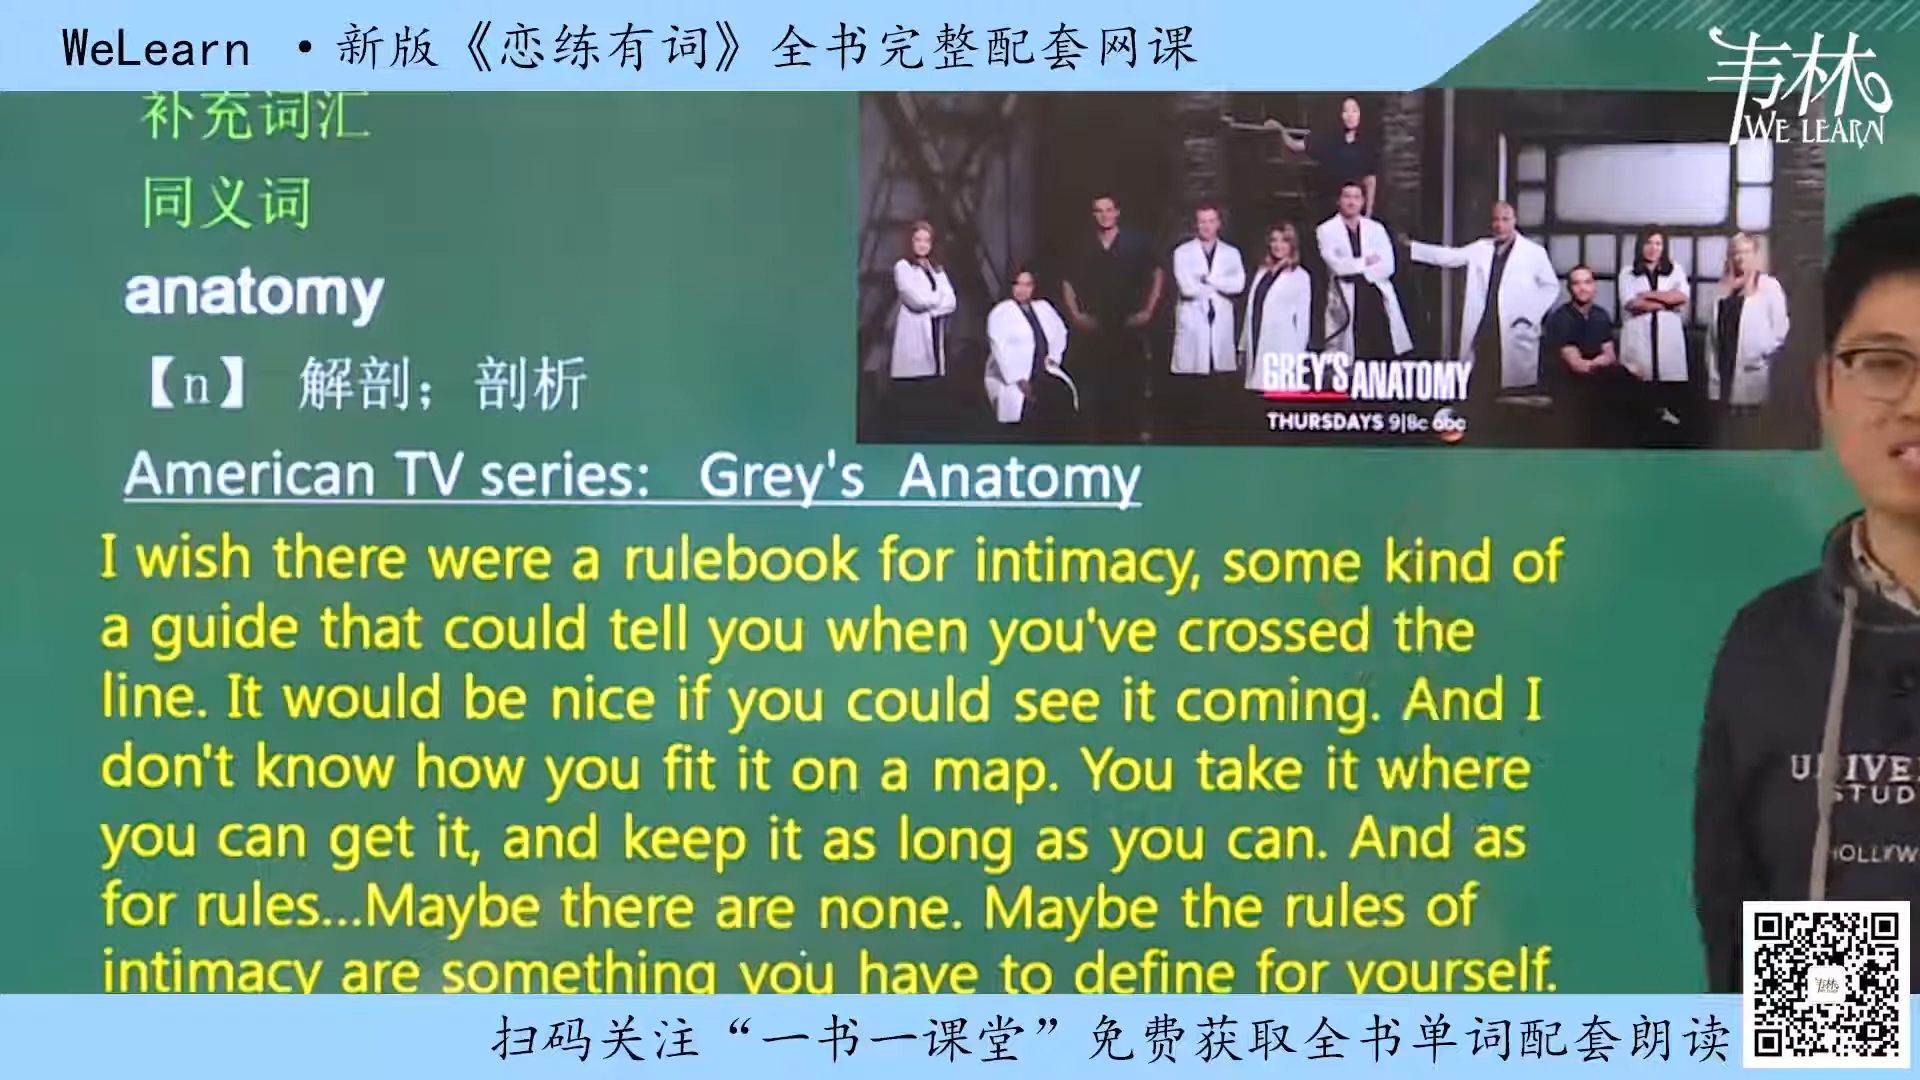 WeLearn ·新版《恋练有词》全书完整配套网课
韦林
WE LEARN
补充词汇
同义词
anatomy
【n】 解剖；剖析
GREY'S ANATOMY
THURSDAYS 9|8c abc
American TV series: Grey's Anatomy
I wish there were a rulebook for intimacy, some kind of
a guide that could tell you when you've crossed the
line. It would be nice if you could see it coming. And I
don't know how you fit it on a map. You take it where
you can get it, and keep it as long as you can. And as
for rules...Maybe there are none. Maybe the rules of
intimacy are something you have to define for yourself.
扫码关注“一书一课堂”免费获取全书单词配套朗读